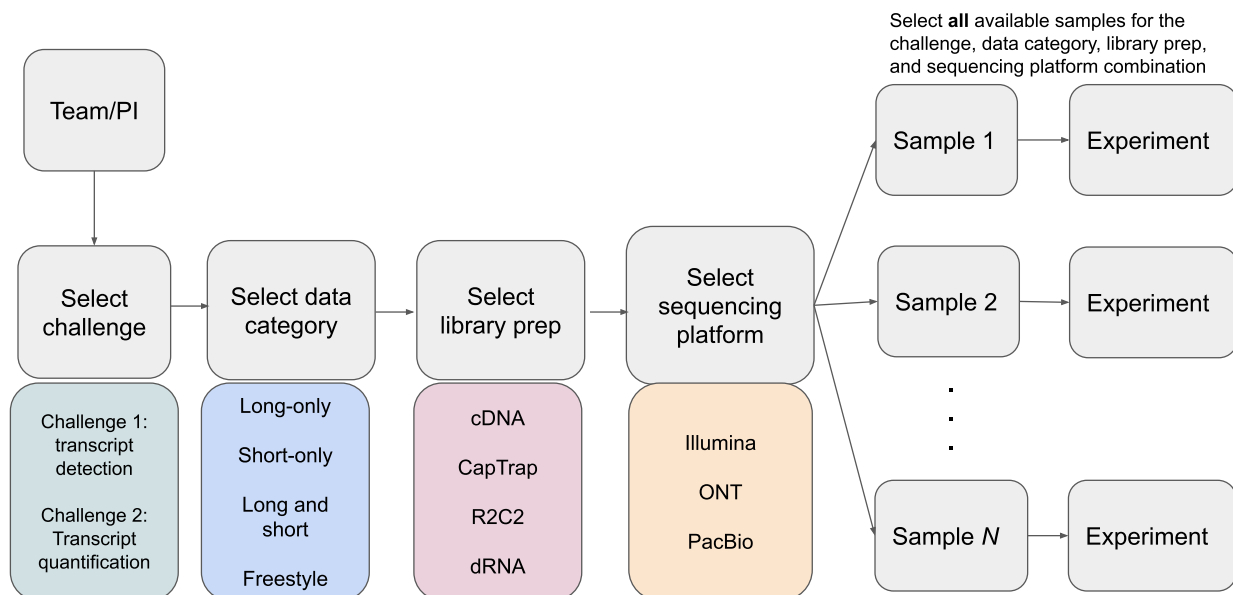 Select all available samples for the
challenge, data category, library prep,
and sequencing platform combination
Team/PI
Sample 1
Experiment
Select
challenge
Select data
category
Select
library prep
Select
sequencing
platform
Sample 2
Experiment
Challenge 1:
transcript
detection
Challenge 2:
Transcript
quantification
Long-only
Short-only
Long and
short
Freestyle
cDNA
CapTrap
R2C2
dRNA
Illumina
ONT
PacBio
.
.
.
Sample N
Experiment